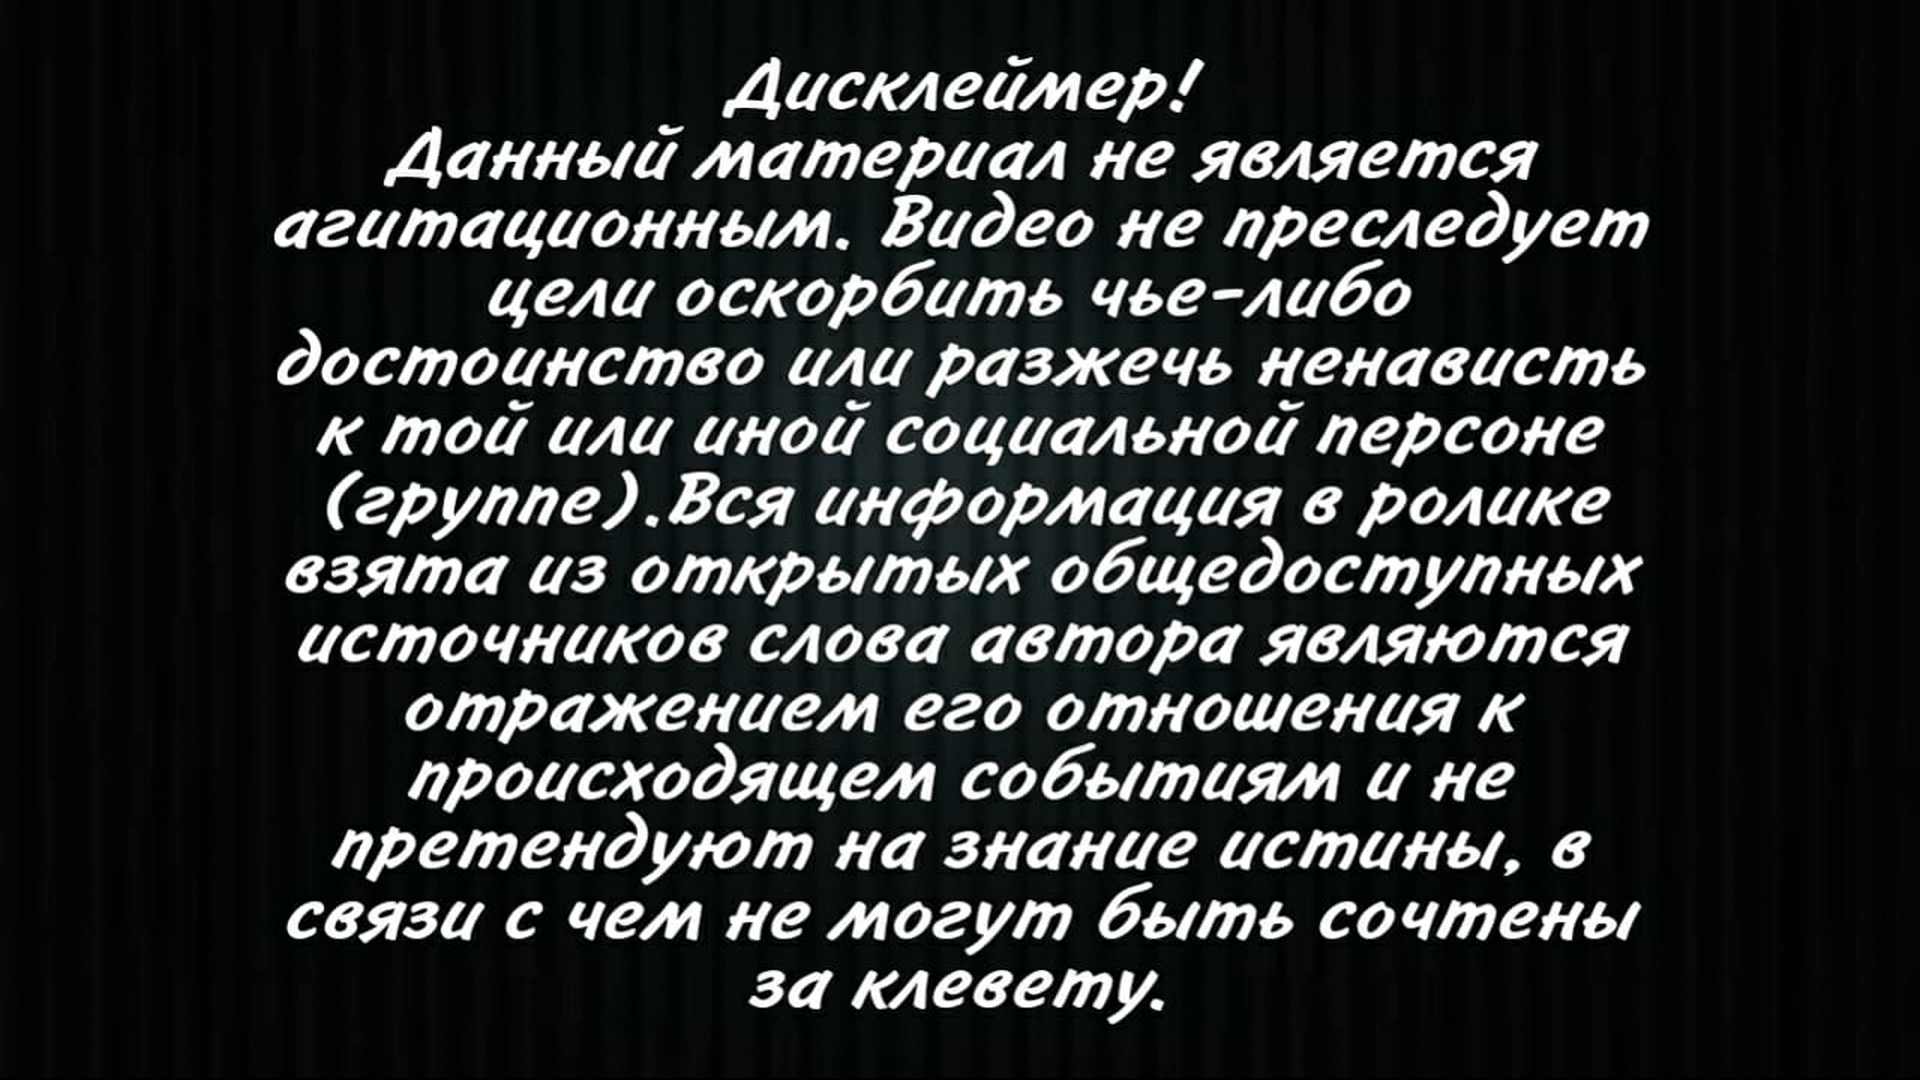 Дисклеймер!
Данный материал не является
агитационным. Видео не преследует
цели оскорбить чье-либо
достоинство или разжечь ненависть
к той или иной социальной персоне
(группе).Вся информация в ролике
взята из открытых общедоступных
источников слова автора являются
отражением его отношения к
происходящем событиям и не
претендуют на знание истины, в
связи с чем не могут быть сочтены
за клевету.